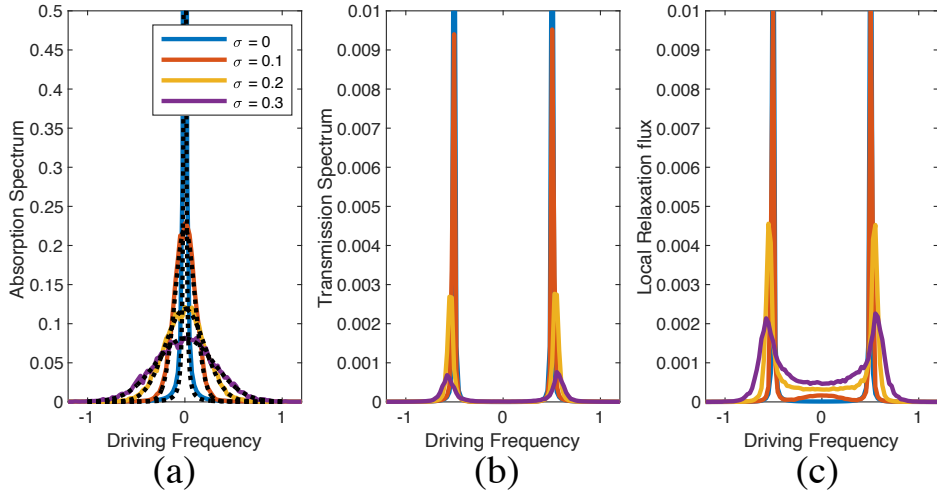 0.5
0.45
0.4
0.35
0.3
0.25
0.2
0.15
0.1
0.05
0
Absorption Spectrum
σ = 0
σ = 0.1
σ = 0.2
σ = 0.3
-1 0 1
Driving Frequency
(a)
0.01
0.009
0.008
0.007
0.006
0.005
0.004
0.003
0.002
0.001
0
Transmission Spectrum
-1 0 1
Driving Frequency
(b)
0.01
0.009
0.008
0.007
0.006
0.005
0.004
0.003
0.002
0.001
0
Local Relaxation flux
-1 0 1
Driving Frequency
(c)